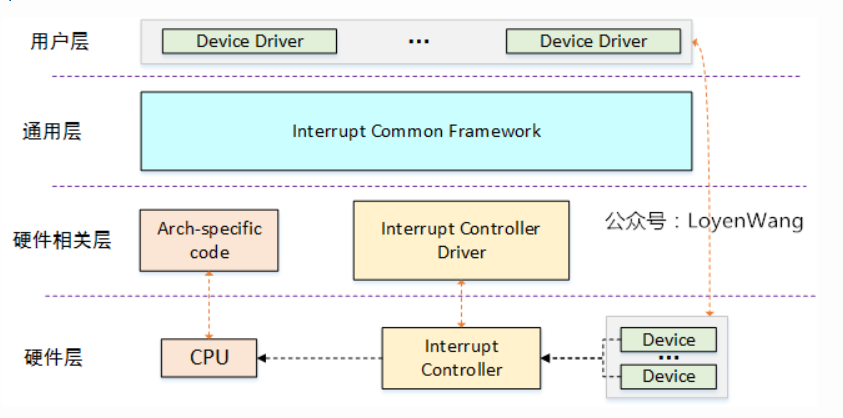 用户层
Device Driver
...
Device Driver
通用层
Interrupt Common Framework
硬件相关层
Arch-specific
code
Interrupt Controller
Driver
公众号：LoyenWang
硬件层
CPU
Interrupt
Controller
Device
...
Device